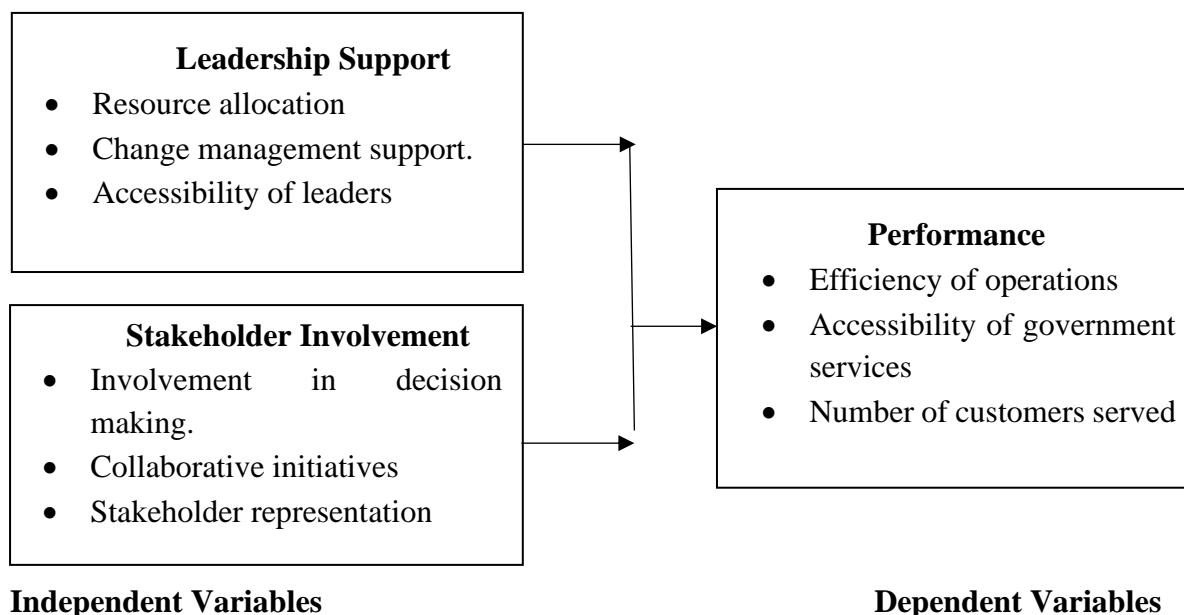 Leadership Support
• Resource allocation
• Change management support.
• Accessibility of leaders
Stakeholder Involvement
• Involvement in decision
making.
• Collaborative initiatives
• Stakeholder representation
Performance
• Efficiency of operations
• Accessibility of government
services
• Number of customers served
Independent Variables
Dependent Variables